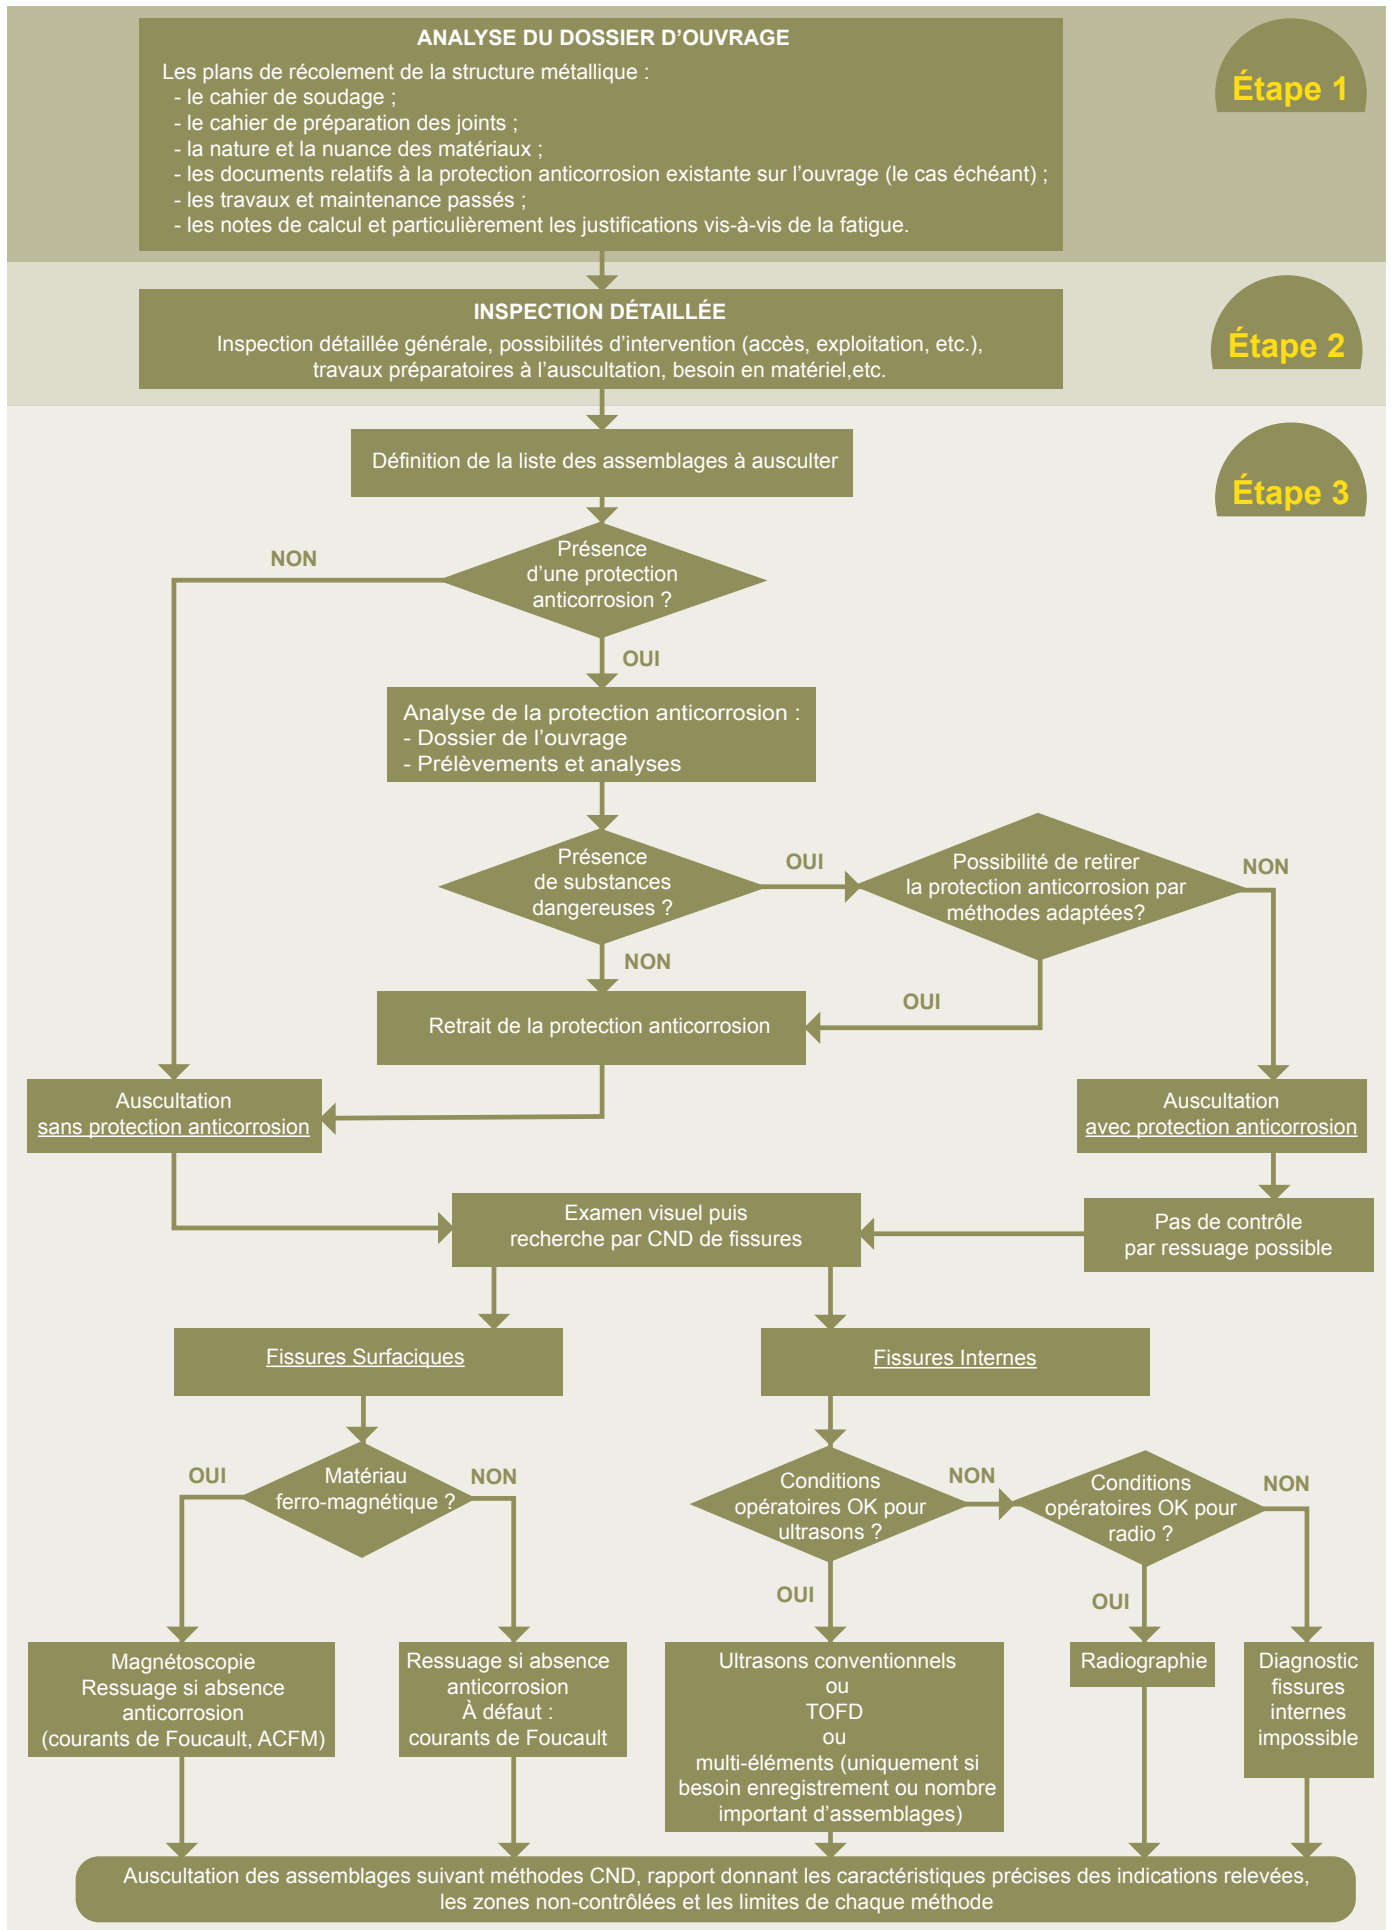 ANALYSE DU DOSSIER D'OUVRAGE
Les plans de récolement de la structure métallique :
- le cahier de soudage ;
- le cahier de préparation des joints ;
- la nature et la nuance des matériaux ;
- les documents relatifs à la protection anticorrosion existante sur l'ouvrage (le cas échéant) ;
- les travaux et maintenance passés ;
- les notes de calcul et particulièrement les justifications vis-à-vis de la fatigue.
Étape 1
INSPECTION DÉTAILLÉE
Inspection détaillée générale, possibilités d'intervention (accès, exploitation, etc.),
travaux préparatoires à l'auscultation, besoin en matériel,etc.
Étape 2
Définition de la liste des assemblages à ausculter
Étape 3
Présence
d'une protection
anticorrosion ?
NON
OUI
Analyse de la protection anticorrosion :
- Dossier de l'ouvrage
- Prélèvements et analyses
Présence
de substances
dangereuses ?
OUI
Possibilité de retirer
la protection anticorrosion par
méthodes adaptées?
NON
NON
OUI
Retrait de la protection anticorrosion
Auscultation
sans protection anticorrosion
Auscultation
avec protection anticorrosion
Examen visuel puis
recherche par CND de fissures
Pas de contrôle
par ressuage possible
Fissures Surfaciques
Fissures Internes
OUI
Matériau
ferro-magnétique ?
NON
Conditions
opératoires OK pour
ultrasons ?
NON
Conditions
opératoires OK pour
radio ?
NON
OUI
OUI
Magnétoscopie
Ressuage si absence
anticorrosion
(courants de Foucault, ACFM)
Ressuage si absence
anticorrosion
À défaut :
courants de Foucault
Ultrasons conventionnels
ou
TOFD
ou
multi-éléments (uniquement si
besoin enregistrement ou nombre
important d'assemblages)
Radiographie
Diagnostic
fissures
internes
impossible
Auscultation des assemblages suivant méthodes CND, rapport donnant les caractéristiques précises des indications relevées,
les zones non-contrôlées et les limites de chaque méthode